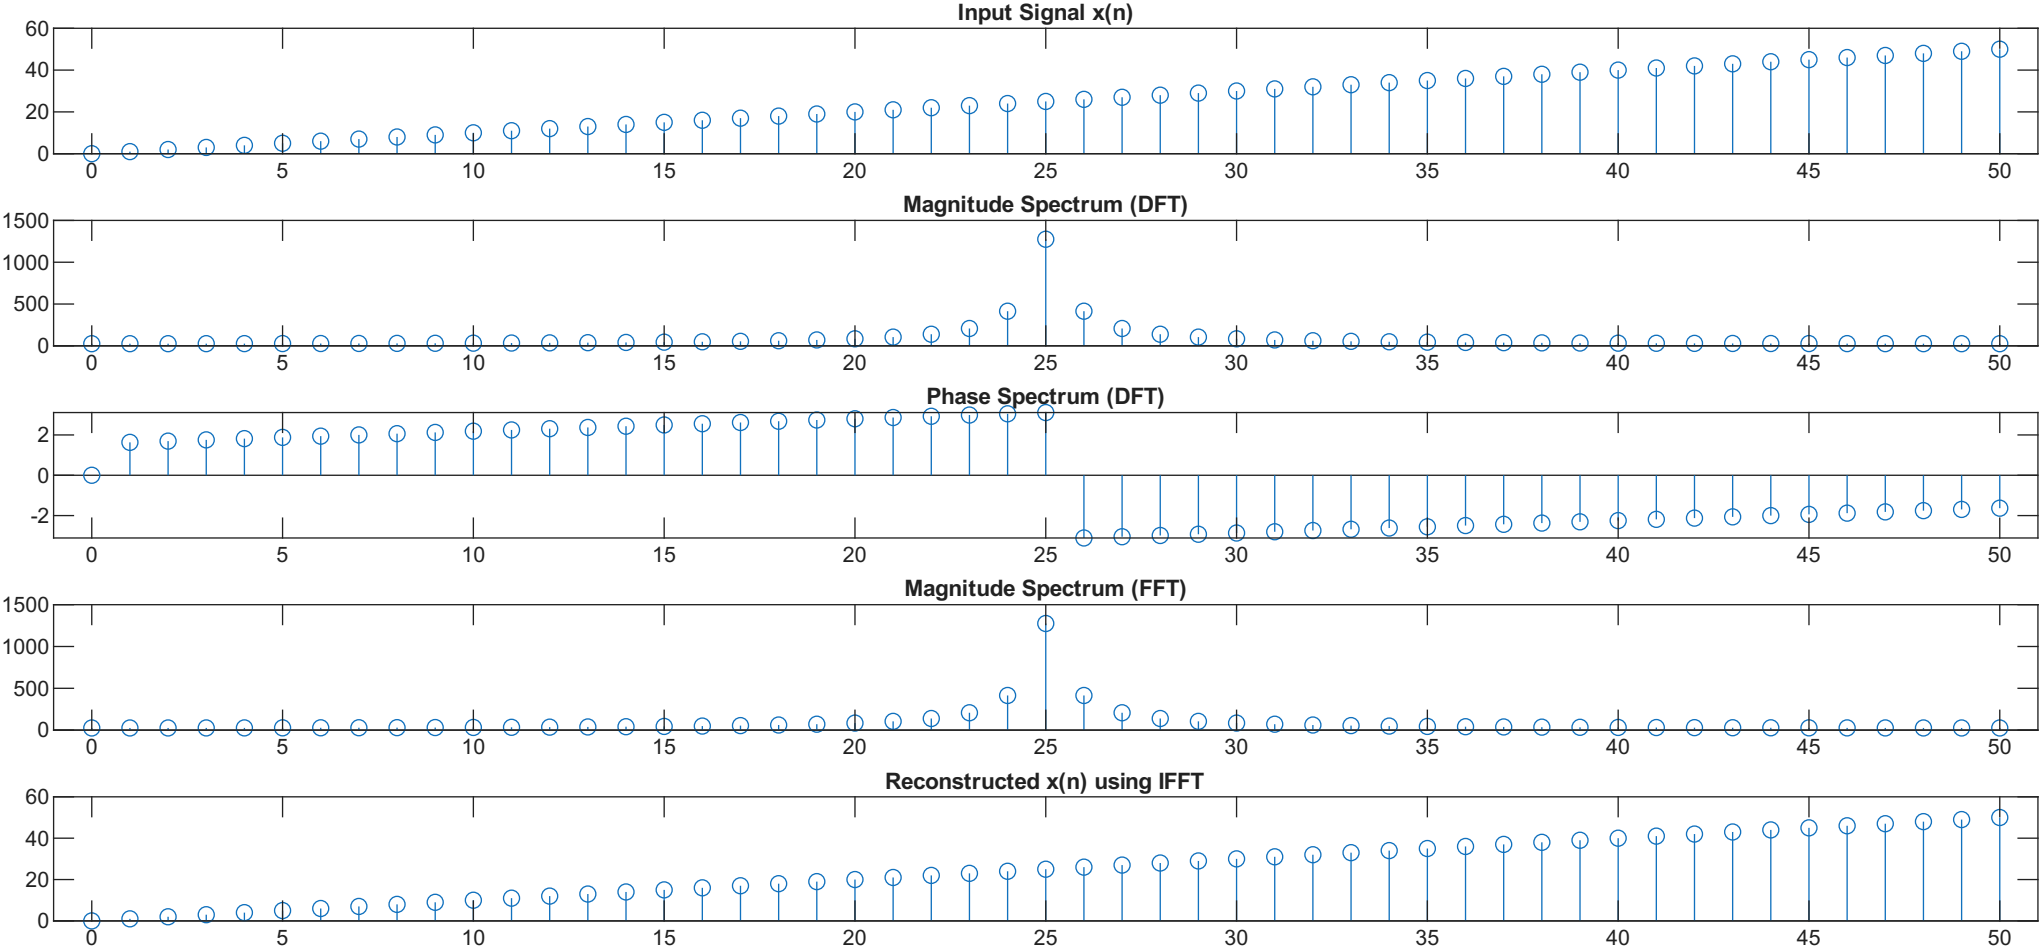 Input Signal x(n)
60
40
20
0
0 5 10 15 20 25 30 35 40 45 50
Magnitude Spectrum (DFT)
1500
1000
500
0
0 5 10 15 20 25 30 35 40 45 50
Phase Spectrum (DFT)
2
0
-2
0 5 10 15 20 25 30 35 40 45 50
Magnitude Spectrum (FFT)
1500
1000
500
0
0 5 10 15 20 25 30 35 40 45 50
Reconstructed x(n) using IFFT
60
40
20
0
0 5 10 15 20 25 30 35 40 45 50